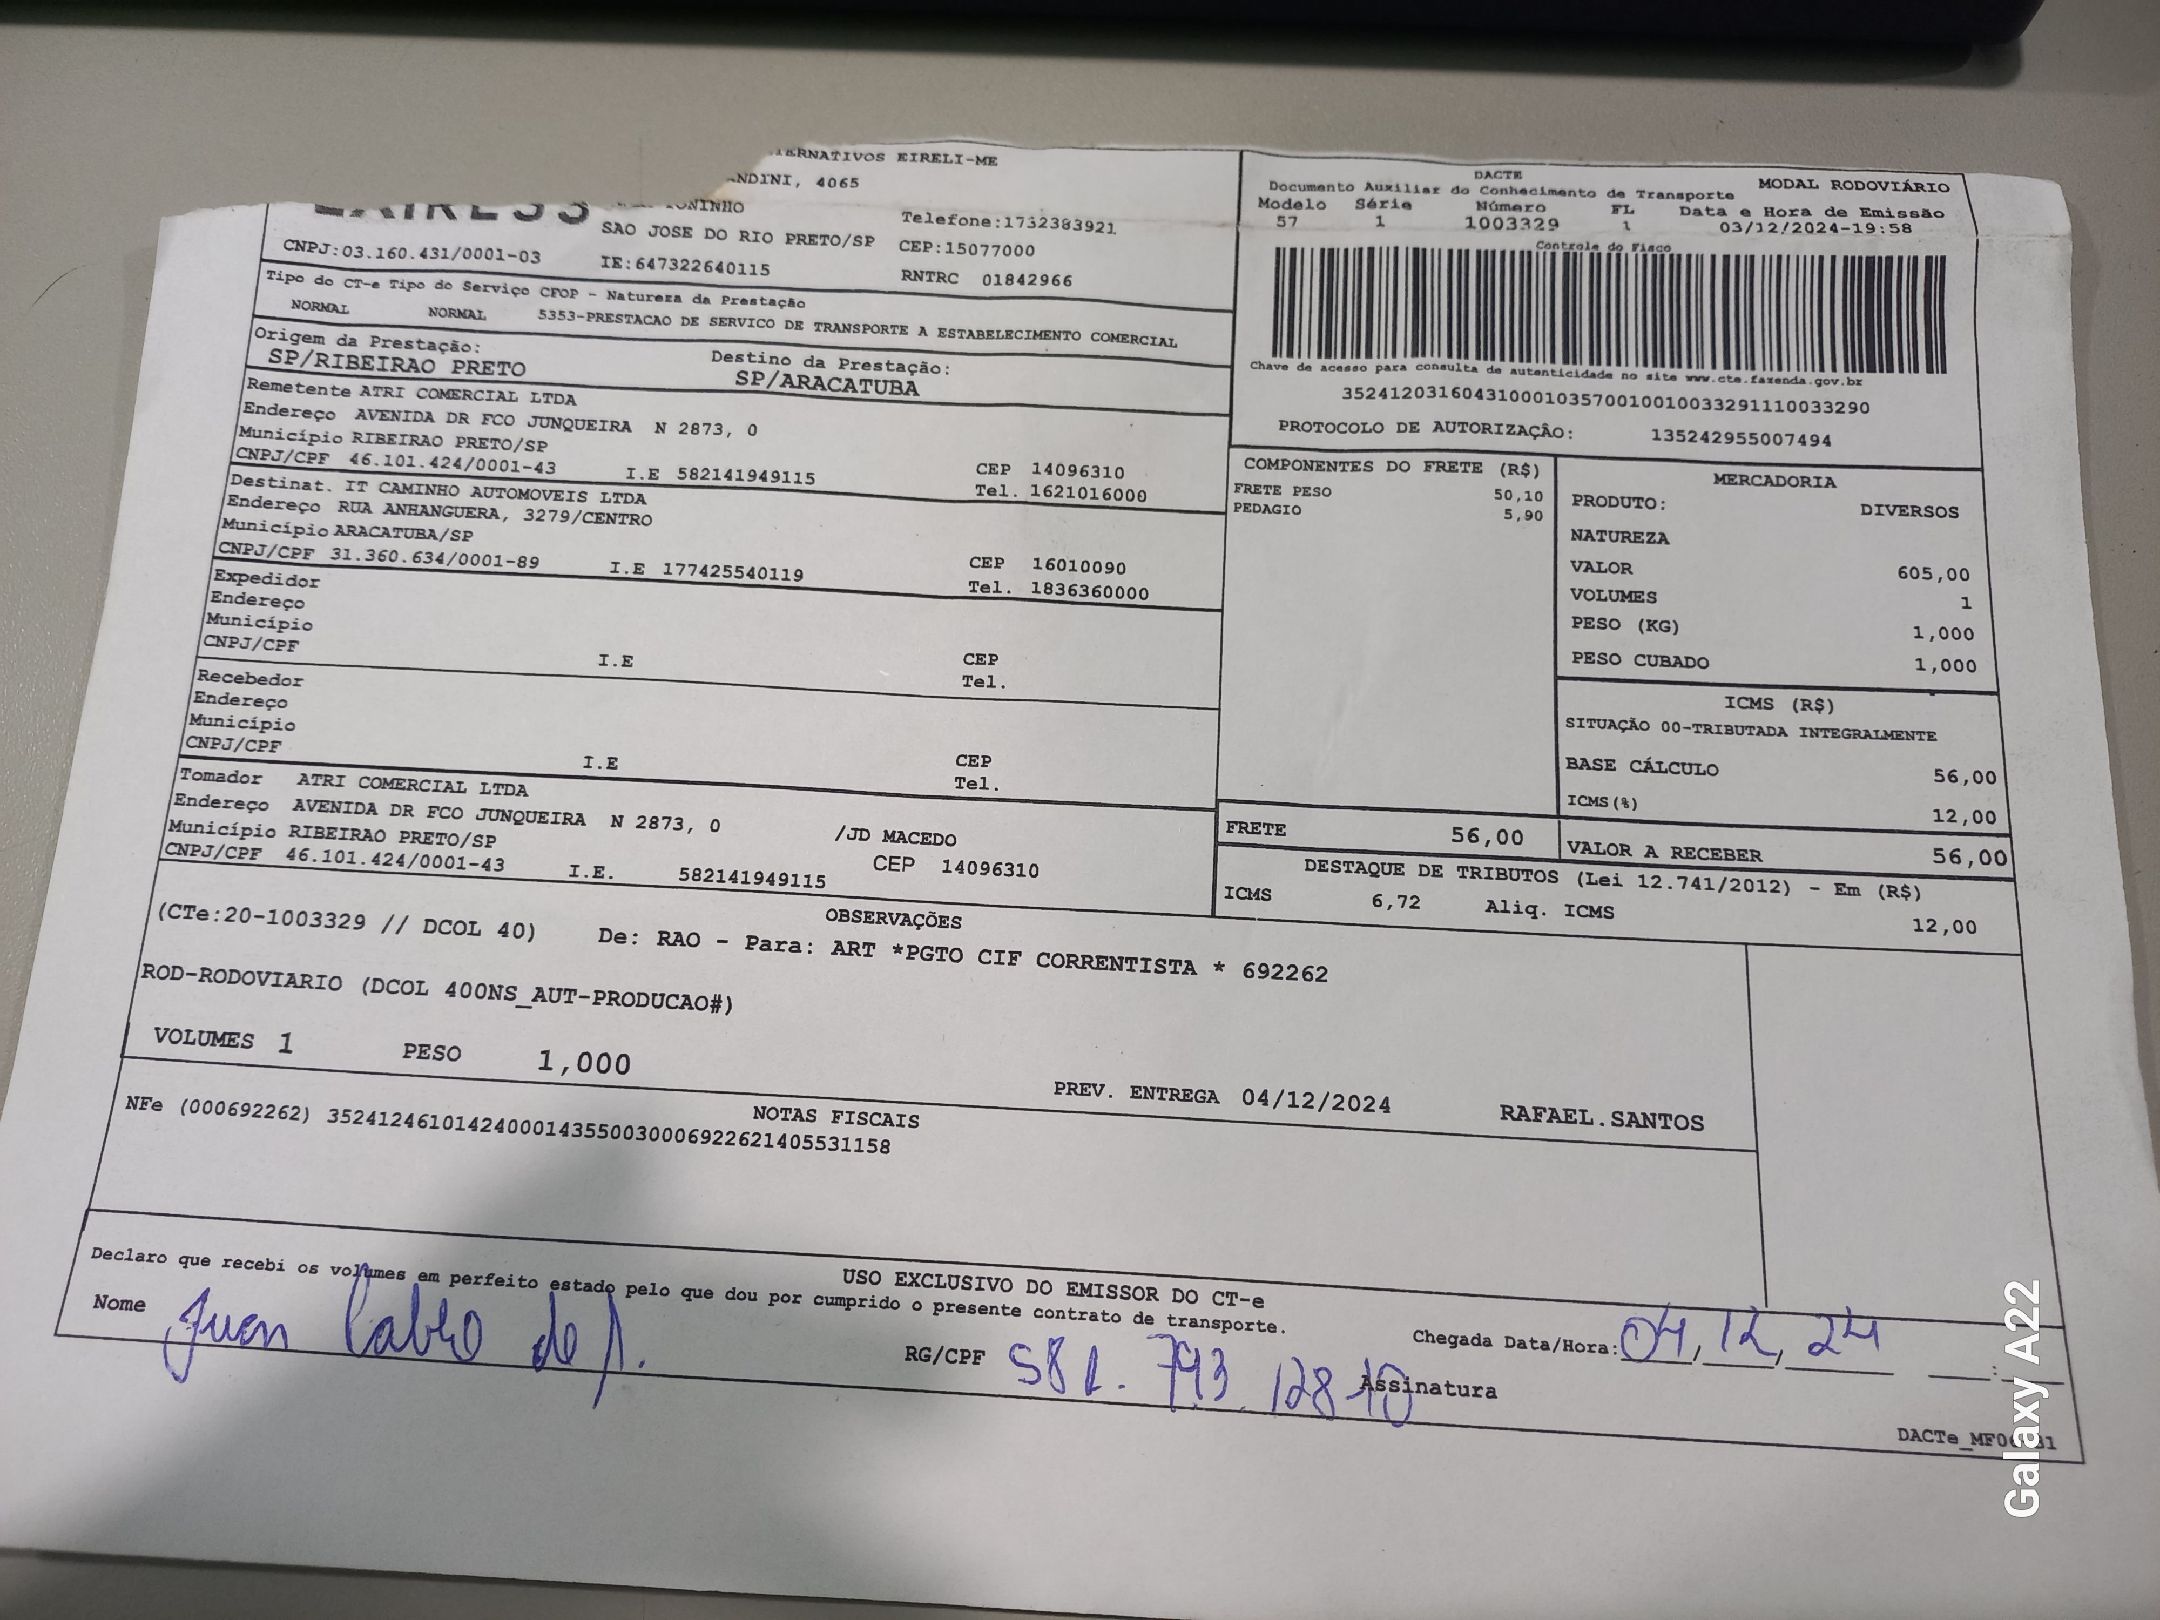 EIRELI-ME
4065
EXPRESS
SAO JOSE DO RIO PRETO/SP
Telefone:1732383921
CEP:15077000
CNPJ:03.160.431/0001-03 IE:647322640115 RNTRC 01842966
Tipo do CT-e Tipo do Serviço CFOP - Natureza da Prestação
NORMAL NORMAL 5353-PRESTACAO DE SERVICO DE TRANSPORTE A ESTABELECIMENTO COMERCIAL
Origem da Prestação: Destino da Prestação:
SP/RIBEIRAO PRETO SP/ARACATUBA
Remetente ATRI COMERCIAL LTDA
Endereço AVENIDA DR FCO JUNQUEIRA N 2873, 0
Município RIBEIRAO PRETO/SP CEP 14096310
CNPJ/CPF 46.101.424/0001-43 I.E 582141949115 Tel. 1621016000
Destinat. IT CAMINHO AUTOMOVEIS LTDA
Endereço RUA ANHANGUERA, 3279/CENTRO
Município ARACATUBA/SP CEP 16010090
CNPJ/CPF 31.360.634/0001-89 I.E 177425540119 Tel. 1836360000
Expedidor
Endereço
Município CEP
CNPJ/CPF I.E Tel.
Recebedor
Endereço
Município CEP
CNPJ/CPF I.E Tel.
Tomador ATRI COMERCIAL LTDA
Endereço AVENIDA DR FCO JUNQUEIRA N 2873, 0 /JD MACEDO
Município RIBEIRAO PRETO/SP CEP 14096310
CNPJ/CPF 46.101.424/0001-43 I.E. 582141949115
DACTE
Documento Auxiliar do Conhecimento de Transporte MODAL RODOVIÁRIO
Modelo Série Número FL Data e Hora de Emissão
57 1 1003329 1 03/12/2024-19:58
Controle do Fisco
Chave de acesso para consulta de autenticidade no site www.cte.fazenda.gov.br
35241203160431000103570010010033291110033290
PROTOCOLO DE AUTORIZAÇÃO: 135242955007494
COMPONENTES DO FRETE (R$)
FRETE PESO 50,10
PEDAGIO 5,90
MERCADORIA
PRODUTO: DIVERSOS
NATUREZA
VALOR 605,00
VOLUMES 1
PESO (KG) 1,000
PESO CUBADO 1,000
ICMS (R$)
SITUAÇÃO 00-TRIBUTADA INTEGRALMENTE
BASE CÁLCULO 56,00
ICMS(%) 12,00
FRETE 56,00 VALOR A RECEBER 56,00
DESTAQUE DE TRIBUTOS (Lei 12.741/2012) - Em (R$)
ICMS 6,72 Aliq. ICMS 12,00
OBSERVAÇÕES
(CTe:20-1003329 // DCOL 40) De: RAO - Para: ART *PGTO CIF CORRENTISTA * 692262
ROD-RODOVIARIO (DCOL 400NS_AUT-PRODUCAO#)
VOLUMES 1 PESO 1,000 PREV. ENTREGA 04/12/2024 RAFAEL.SANTOS
NOTAS FISCAIS
NFe (000692262) 35241246101424000143550030006922621405531158
USO EXCLUSIVO DO EMISSOR DO CT-e
Declaro que recebi os volumes em perfeito estado pelo que dou por cumprido o presente contrato de transporte.
Nome Juan RG/CPF Chegada Data/Hora: 04, 12, 24 :
Assinatura
Galaxy A22